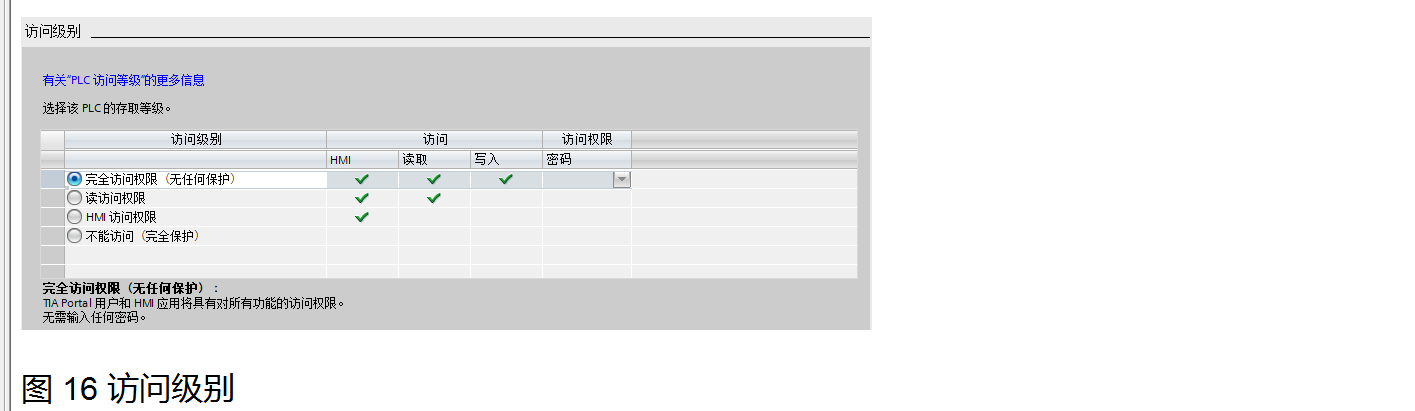 访问级别
有关"PLC 访问等级"的更多信息
选择该 PLC 的存取等级。
访问级别 访问 访问权限
HMI 读取 写入 密码
完全访问权限（无任何保护）
读访问权限
HMI 访问权限
不能访问（完全保护）
完全访问权限（无任何保护）：
TIA Portal 用户和 HMI 应用将具有对所有功能的访问权限。
无需输入任何密码。
图 16 访问级别